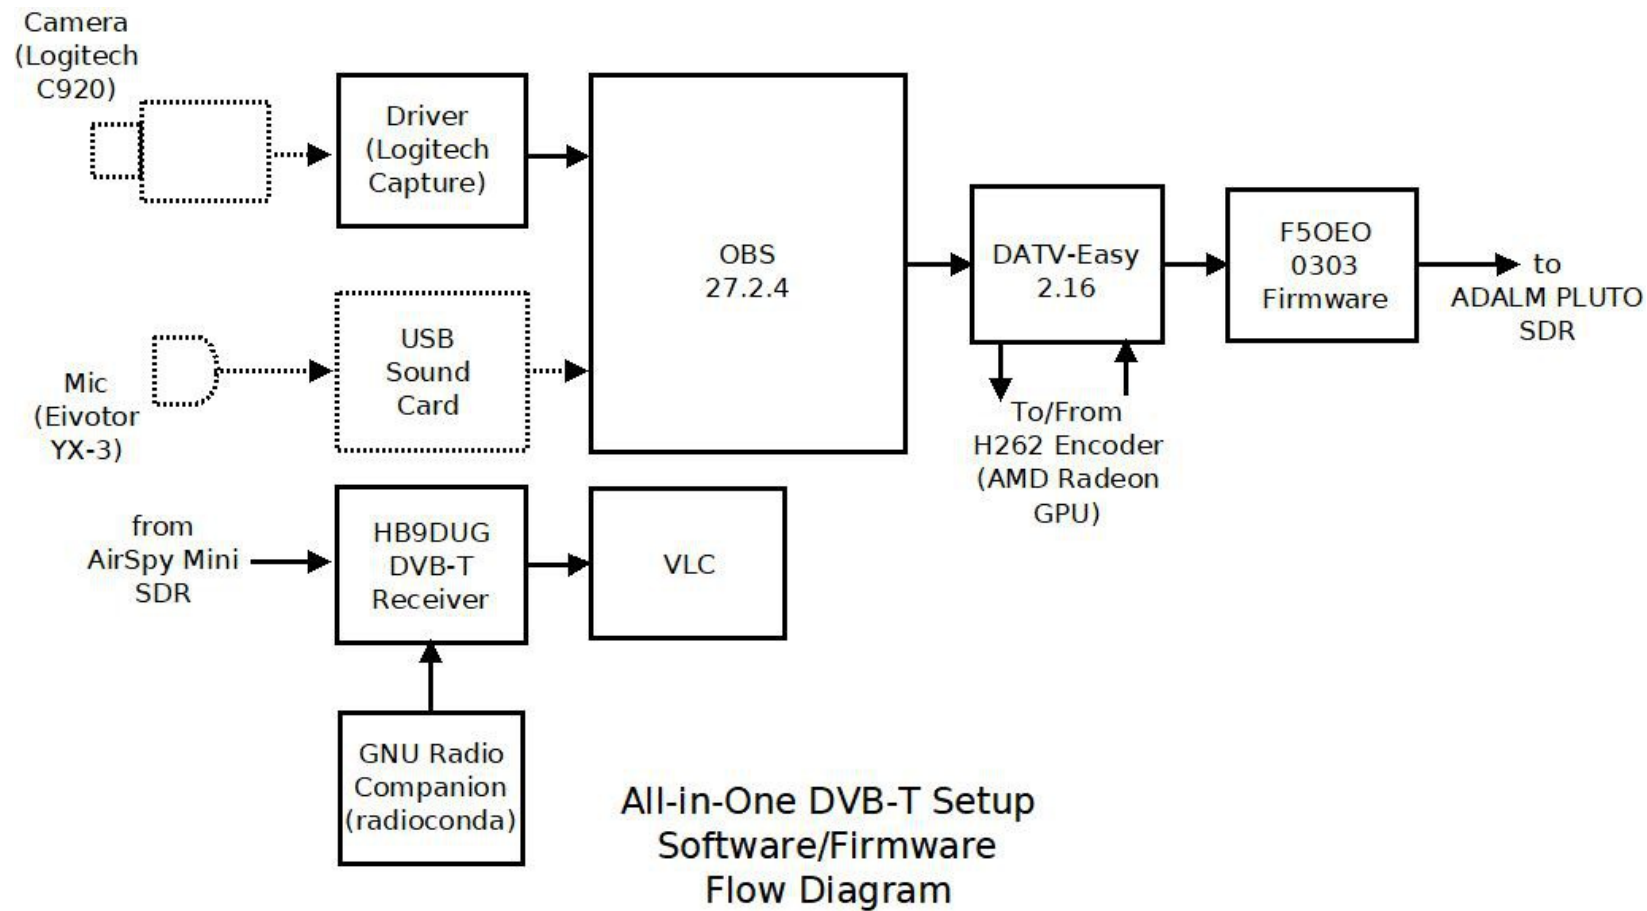 Camera
(Logitech
C920)
Driver
(Logitech
Capture)
OBS
27.2.4
DATV-Easy
2.16
F5OEO
0303
Firmware
to
ADALM PLUTO
SDR
Mic
(Eivotor
YX-3)
USB
Sound
Card
To/From
H262 Encoder
(AMD Radeon
GPU)
from
AirSpy Mini
SDR
HB9DUG
DVB-T
Receiver
VLC
GNU Radio
Companion
(radioconda)
All-in-One DVB-T Setup
Software/Firmware
Flow Diagram